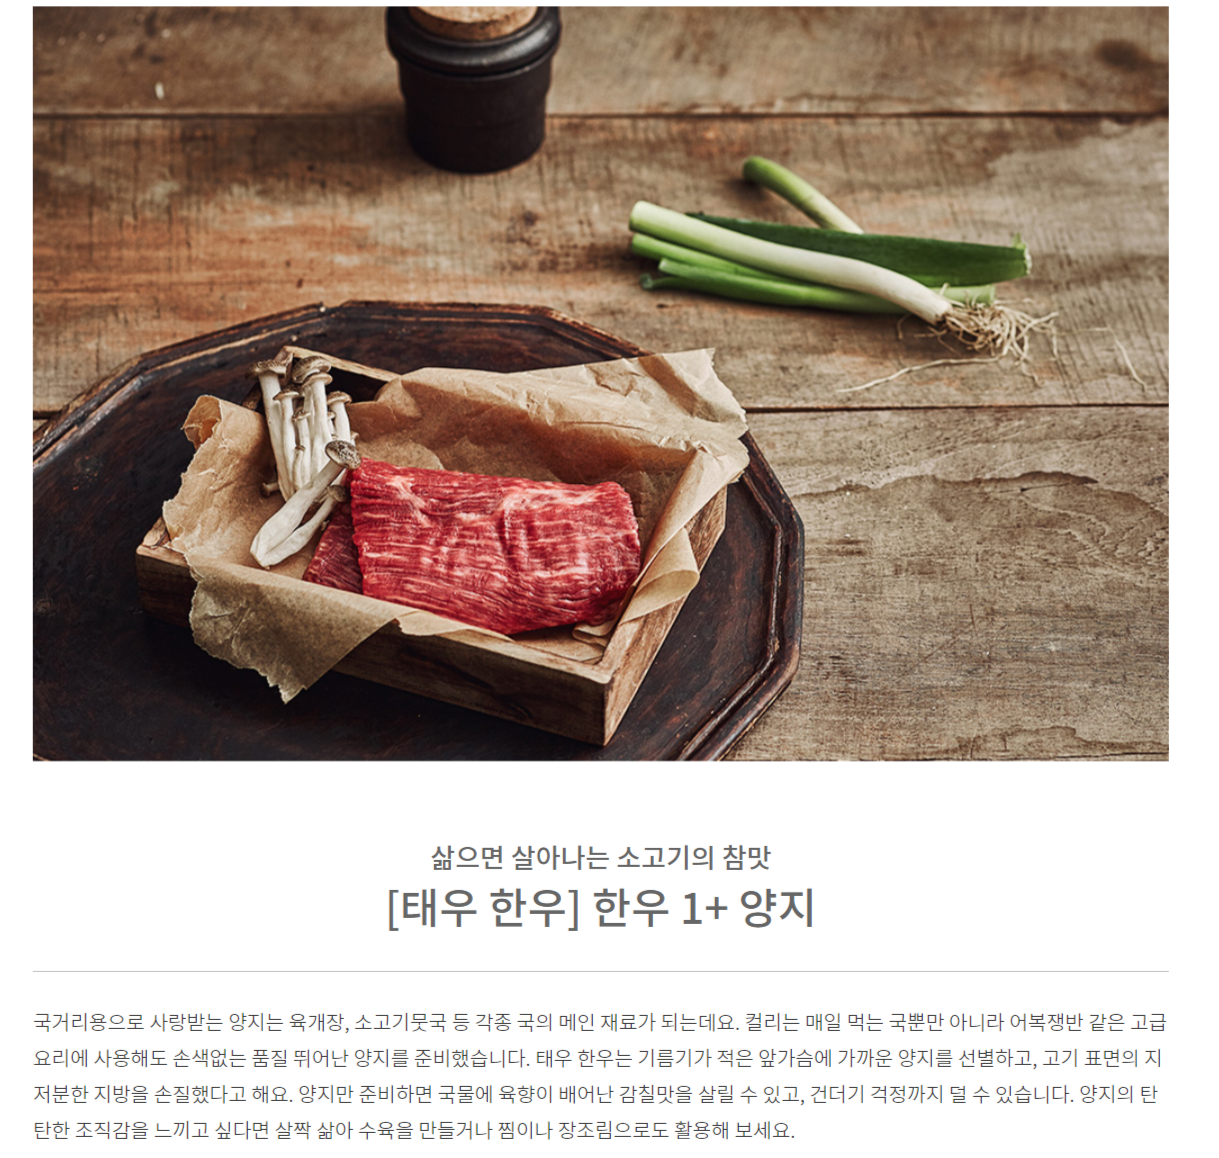 삶으면 살아나는 소고기의 참맛
[태우 한우] 한우 1+ 양지
국거리용으로 사랑받는 양지는 육개장, 소고기뭇국 등 각종 국의 메인 재료가 되는데요. 컬리는 매일 먹는 국뿐만 아니라 어복쟁반 같은 고급
요리에 사용해도 손색없는 품질 뛰어난 양지를 준비했습니다. 태우 한우는 기름기가 적은 앞가슴에 가까운 양지를 선별하고, 고기 표면의 지
저분한 지방을 손질했다고 해요. 양지만 준비하면 국물에 육향이 배어난 감칠맛을 살릴 수 있고, 건더기 걱정까지 덜 수 있습니다. 양지의 탄
탄한 조직감을 느끼고 싶다면 살짝 삶아 수육을 만들거나 찜이나 장조림으로도 활용해 보세요.